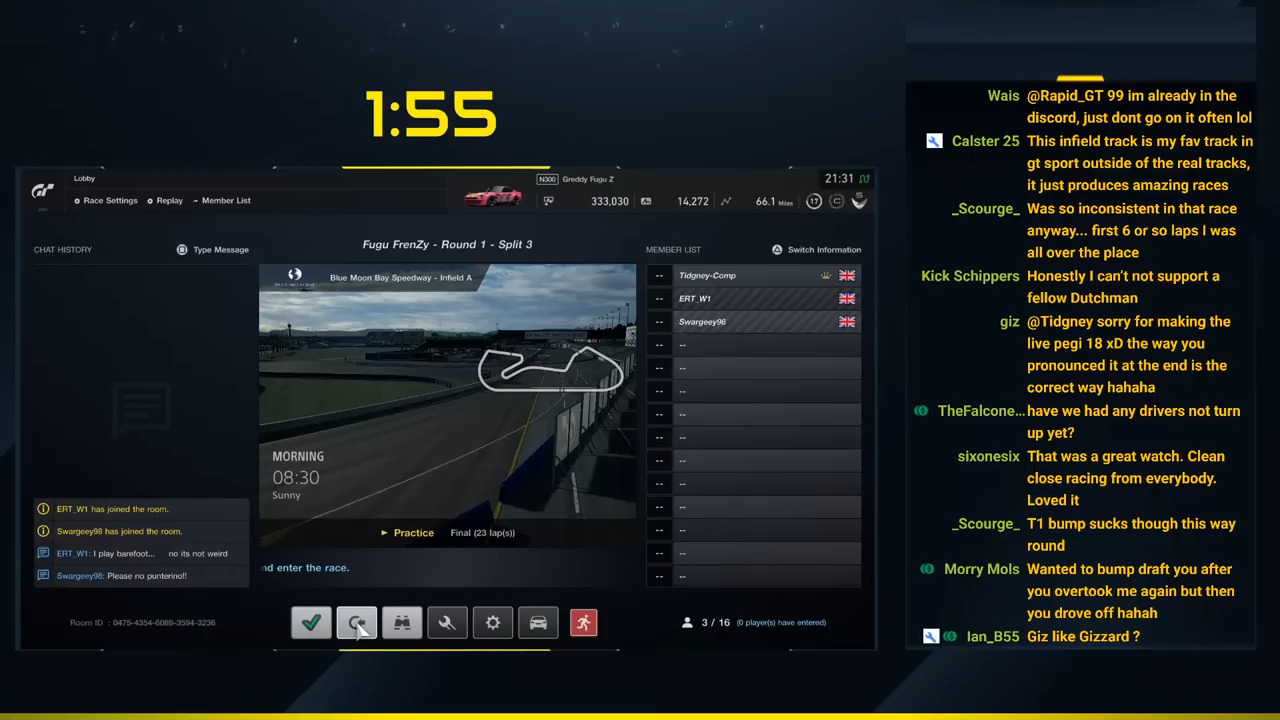 1:55
Lobby
Race Settings
Replay
Member List
N300
Greddy Fugu Z
333,030
14,272
66.1 Miles
17
C
S
21:31
CHAT HISTORY
Type Message
Fugu FrenZy - Round 1 - Split 3
MEMBER LIST
Switch Information
Blue Moon Bay Speedway - Infield A
MORNING
08:30
Sunny
Practice
Final (23 lap(s))
nd enter the race.
-- Tidgney-Comp
-- ERT_W1
-- Swargeey98
-- --
-- --
-- --
-- --
-- --
-- --
-- --
-- --
-- --
-- --
-- --
ERT_W1 has joined the room.
Swargeey98 has joined the room.
ERT_W1: I play barefoot... no its not weird
Swargeey98: Please no punterino!!
Room ID : 0475-4354-6089-3594-3236
3 / 16 (0 player(s) have entered)
Wais @Rapid_GT 99 im already in the
discord, just dont go on it often lol
Calster 25 This infield track is my fav track in
gt sport outside of the real tracks,
it just produces amazing races
_Scourge_ Was so inconsistent in that race
anyway... first 6 or so laps I was
all over the place
Kick Schippers Honestly I can't not support a
fellow Dutchman
giz @Tidgney sorry for making the
live pegi 18 xD the way you
pronounced it at the end is the
correct way hahaha
TheFalcone... have we had any drivers not turn
up yet?
sixonesix That was a great watch. Clean
close racing from everybody.
Loved it
_Scourge_ T1 bump sucks though this way
round
Morry Mols Wanted to bump draft you after
you overtook me again but then
you drove off hahah
Ian_B55 Giz like Gizzard ?